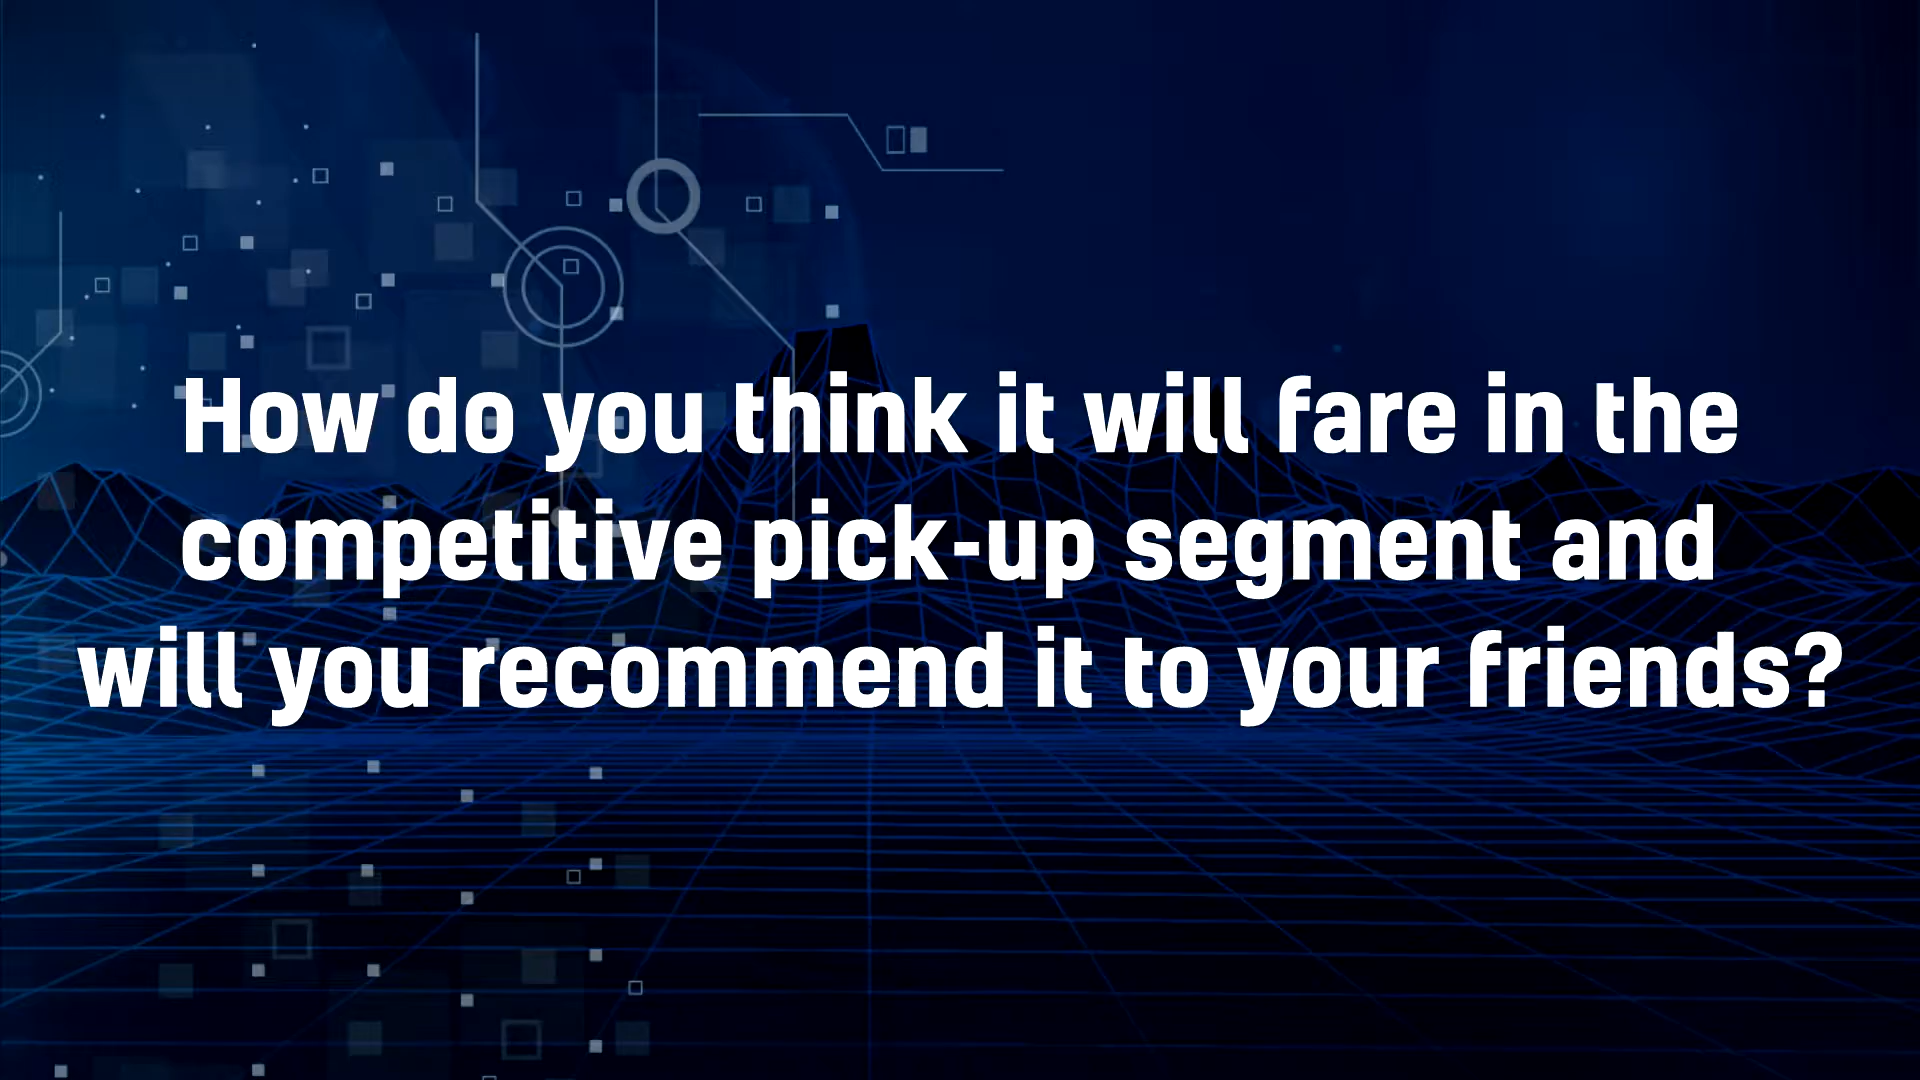 How do you think it will fare in the
competitive pick-up segment and
will you recommend it to your friends?